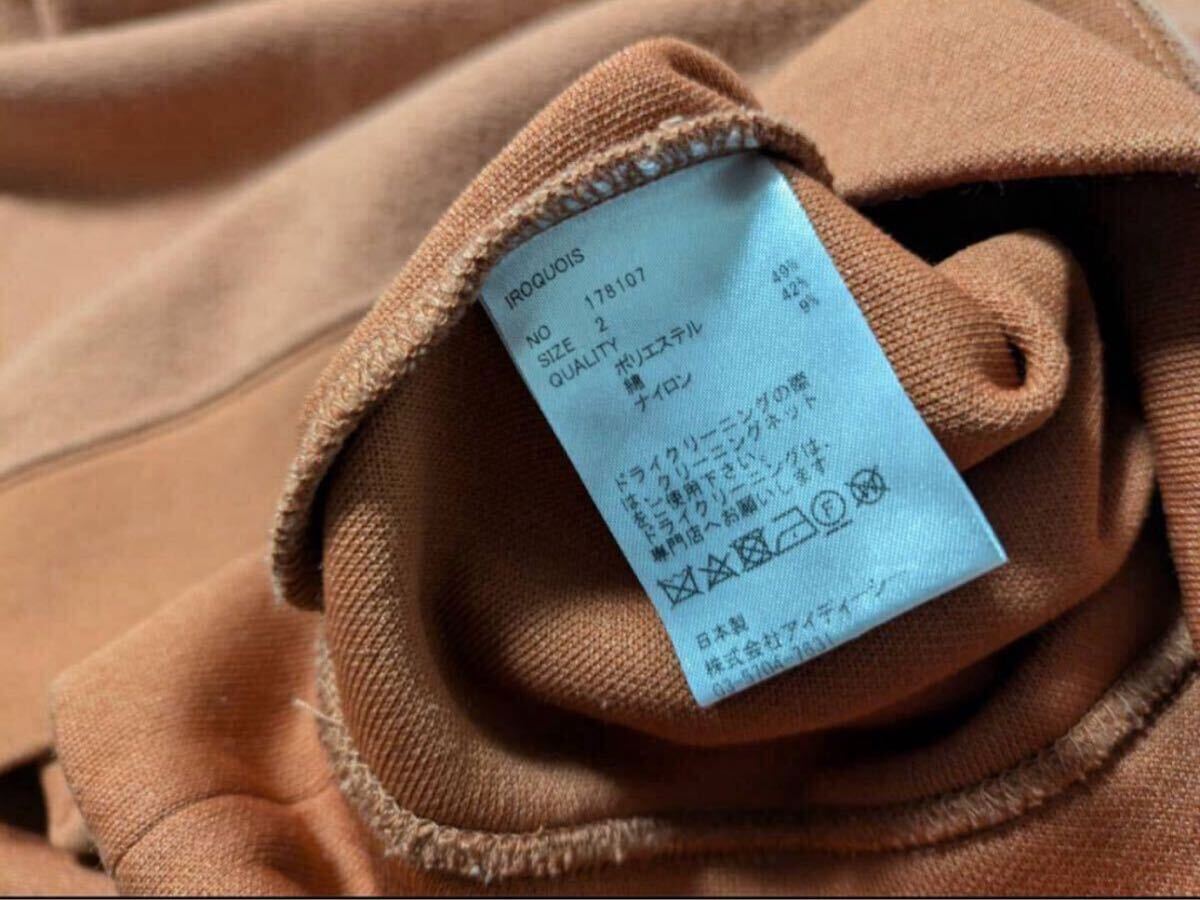 IROQUOIS
NO 178107
SIZE 2
QUALITY
ポリエステル 49%
綿 42%
ナイロン 9%
ドライクリーニングの際
は、クリーニングネット
をご使用下さい。
ドライクリーニングは、
専門店へお願いします
F
日本製
株式会社アイディーシー